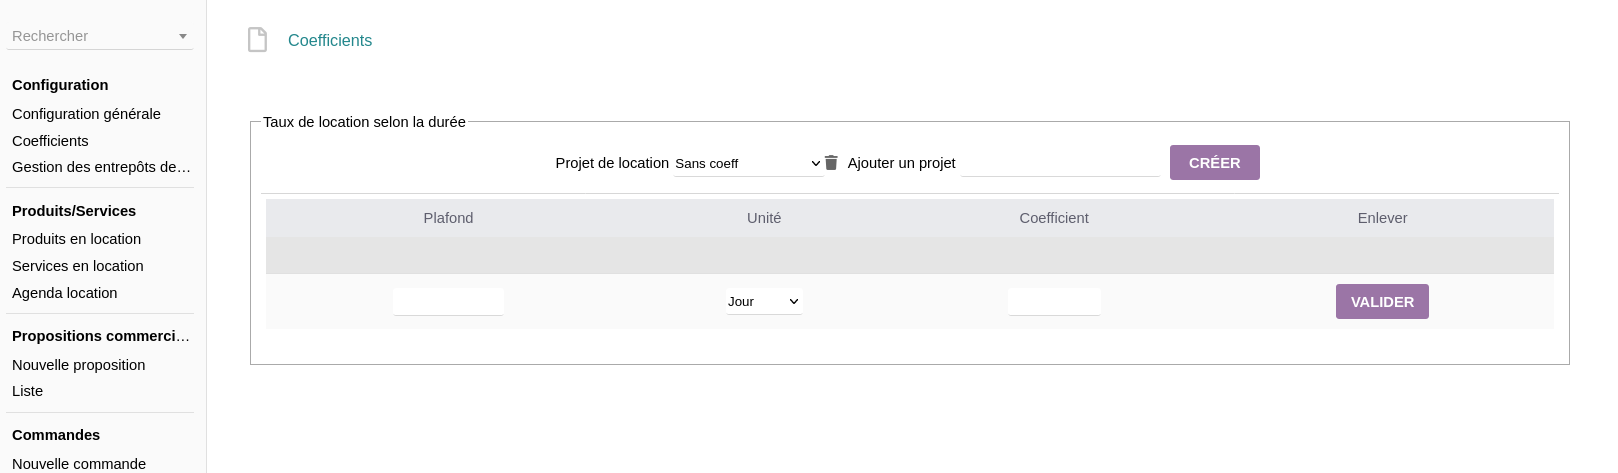 Rechercher
Configuration
Configuration générale
Coefficients
Gestion des entrepôts de…
Produits/Services
Produits en location
Services en location
Agenda location
Propositions commerci…
Nouvelle proposition
Liste
Commandes
Nouvelle commande
Coefficients
Taux de location selon la durée
Projet de location Sans coeff Ajouter un projet CRÉER
Plafond Unité Coefficient Enlever
Jour VALIDER